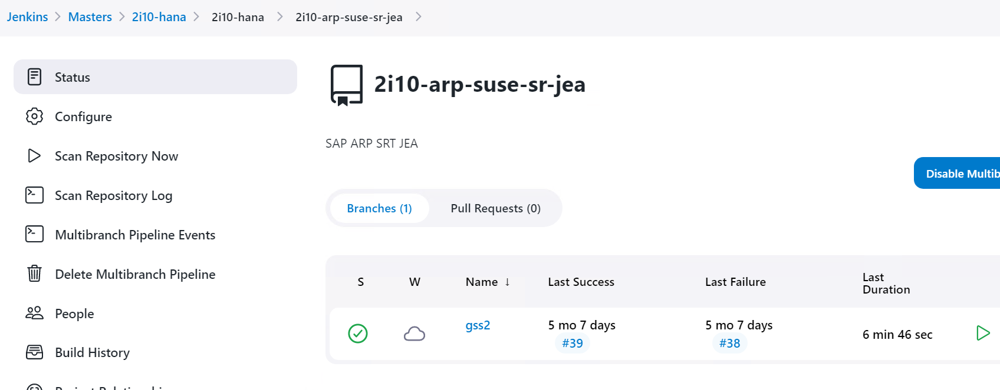 Jenkins > Masters > 2i10-hana > 2i10-hana > 2i10-arp-suse-sr-jea >
Status
Configure
Scan Repository Now
Scan Repository Log
Multibranch Pipeline Events
Delete Multibranch Pipeline
People
Build History
2i10-arp-suse-sr-jea
SAP ARP SRT JEA
Disable Multib
Branches (1) Pull Requests (0)
S W Name ↓ Last Success Last Failure Last
Duration
gss2 5 mo 7 days 5 mo 7 days 6 min 46 sec
#39 #38